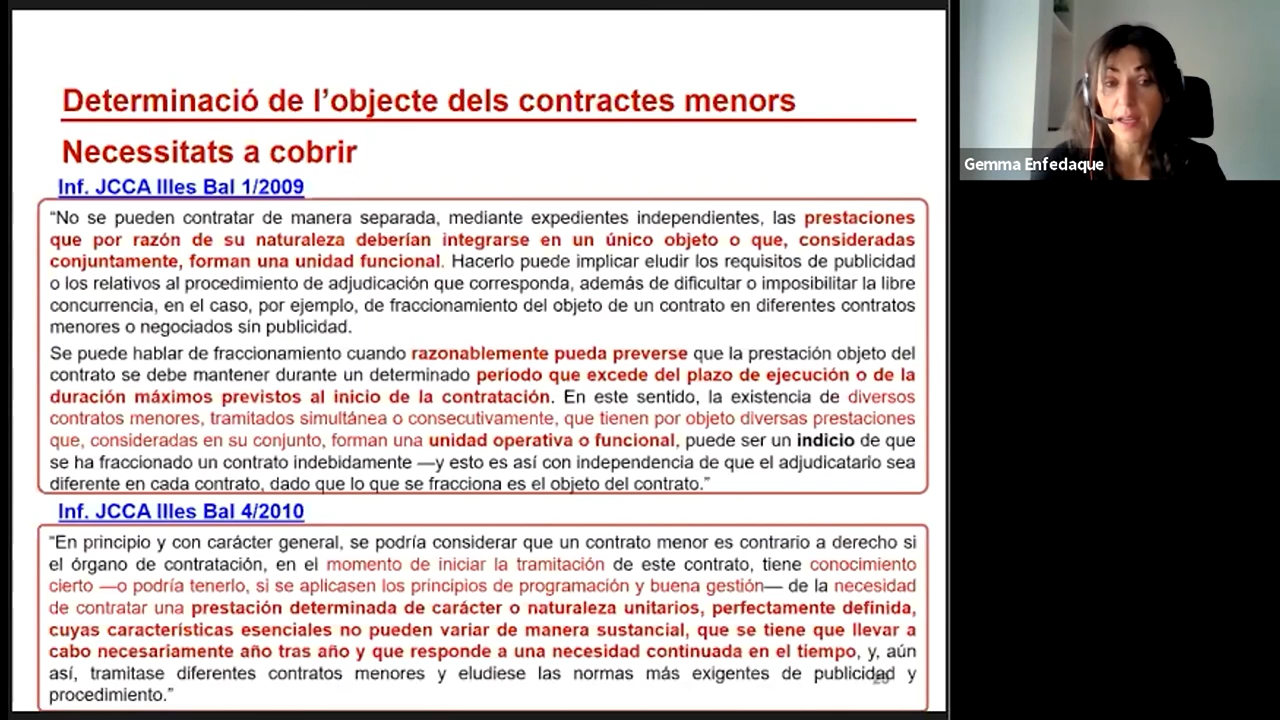 Determinació de l’objecte dels contractes menors
Necessitats a cobrir
Inf. JCCA Illes Bal 1/2009
“No se pueden contratar de manera separada, mediante expedientes independientes, las prestaciones
que por razón de su naturaleza deberían integrarse en un único objeto o que, consideradas
conjuntamente, forman una unidad funcional. Hacerlo puede implicar eludir los requisitos de publicidad
o los relativos al procedimiento de adjudicación que corresponda, además de dificultar o imposibilitar la libre
concurrencia, en el caso, por ejemplo, de fraccionamiento del objeto de un contrato en diferentes contratos
menores o negociados sin publicidad.
Se puede hablar de fraccionamiento cuando razonablemente pueda preverse que la prestación objeto del
contrato se debe mantener durante un determinado período que excede del plazo de ejecución o de la
duración máximos previstos al inicio de la contratación. En este sentido, la existencia de diversos
contratos menores, tramitados simultánea o consecutivamente, que tienen por objeto diversas prestaciones
que, consideradas en su conjunto, forman una unidad operativa o funcional, puede ser un indicio de que
se ha fraccionado un contrato indebidamente —y esto es así con independencia de que el adjudicatario sea
diferente en cada contrato, dado que lo que se fracciona es el objeto del contrato.”
Inf. JCCA Illes Bal 4/2010
“En principio y con carácter general, se podría considerar que un contrato menor es contrario a derecho si
el órgano de contratación, en el momento de iniciar la tramitación de este contrato, tiene conocimiento
cierto —o podría tenerlo, si se aplicasen los principios de programación y buena gestión— de la necesidad
de contratar una prestación determinada de carácter o naturaleza unitarios, perfectamente definida,
cuyas características esenciales no pueden variar de manera sustancial, que se tiene que llevar a
cabo necesariamente año tras año y que responde a una necesidad continuada en el tiempo, y, aún
así, tramitase diferentes contratos menores y eludiese las normas más exigentes de publicidad y
procedimiento.”
Gemma Enfedaque